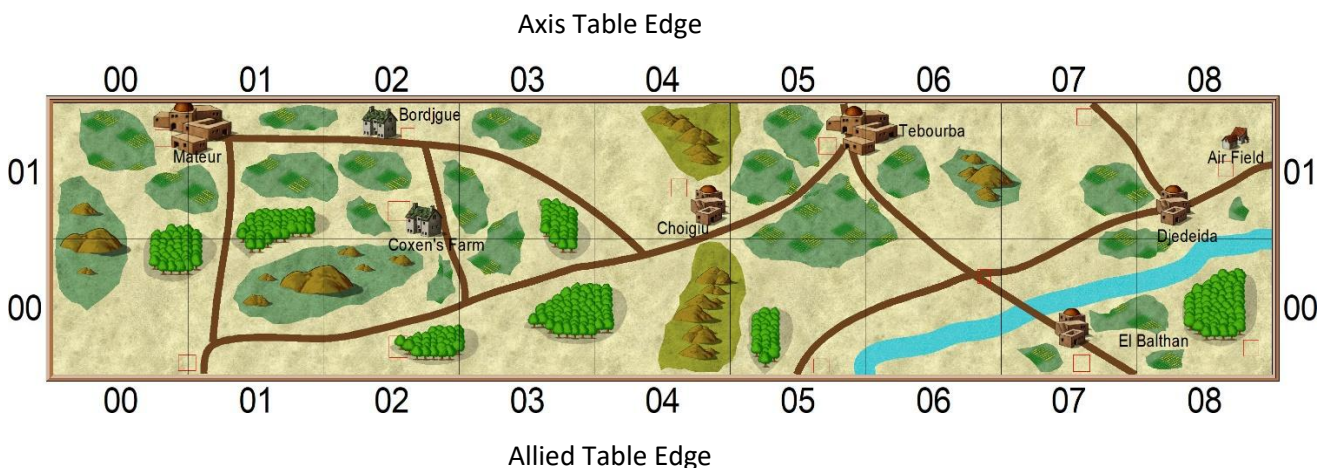 Axis Table Edge
00 01 02 03 04 05 06 07 08
Bordjgue
Tebourba
Mateur
Air Field
01 01
Choigiu
Coxen's Farm
Djedeida
00 00
El Balthan
00 01 02 03 04 05 06 07 08
Allied Table Edge